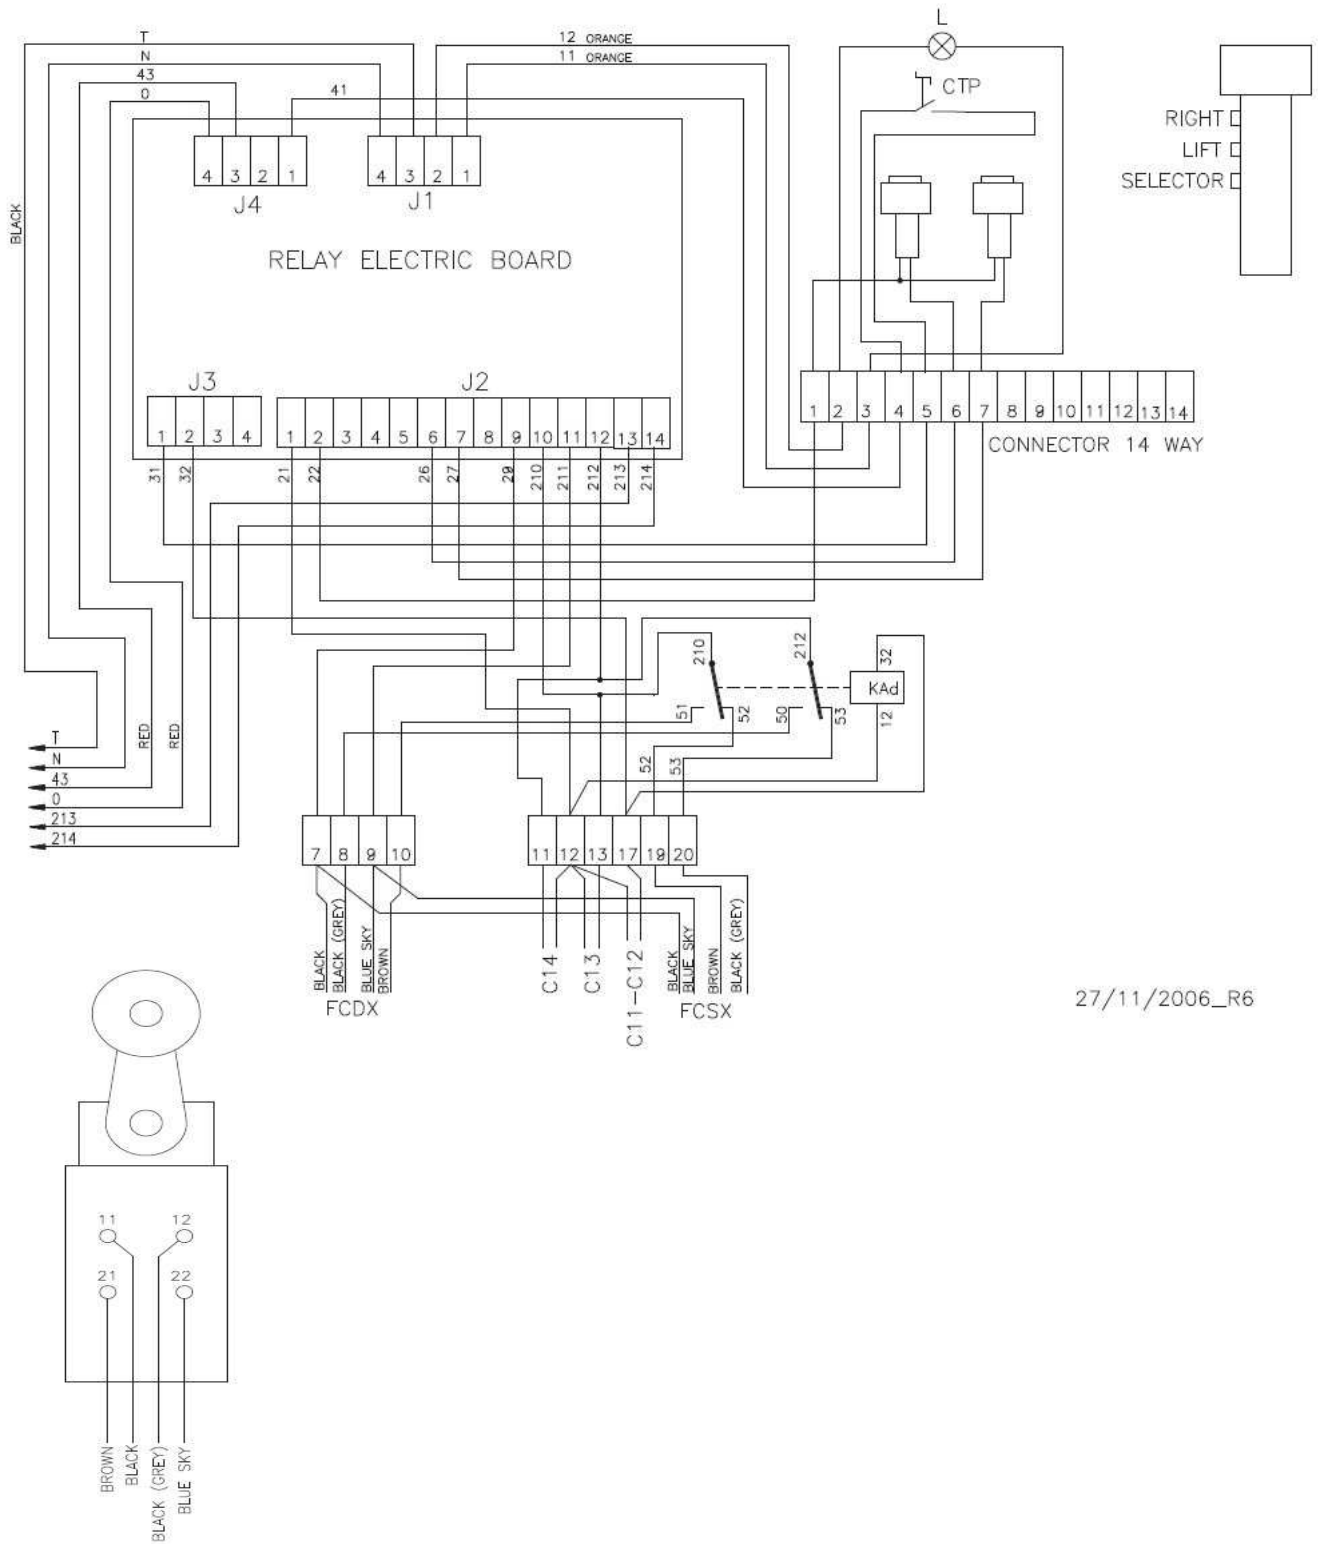 L
T
12 ORANGE
N
11 ORANGE
43
41
0
CTP
RIGHT
LIFT
SELECTOR
4 3 2 1
4 3 2 1
J4
J1
BLACK
RELAY ELECTRIC BOARD
J3
J2
1 2 3 4
1 2 3 4 5 6 7 8 9 10 11 12 13 14
1 2 3 4 5 6 7 8 9 10 11 12 13 14
CONNECTOR 14 WAY
31 32 21 22 26 27 29 210 211 212 213 214
210 212 32
KAd
51 52 50 53 12
RED RED
T
N
43
0
213
214
52 53
7 8 9 10
11 12 13 17 19 20
BLACK BLACK (GREY) BLUE SKY BROWN
FCDX
C14 C13 C11-C12
BLACK BLUE SKY BROWN BLACK (GREY)
FCSX
27/11/2006_R6
11 12
21 22
BROWN BLACK BLACK (GREY) BLUE SKY